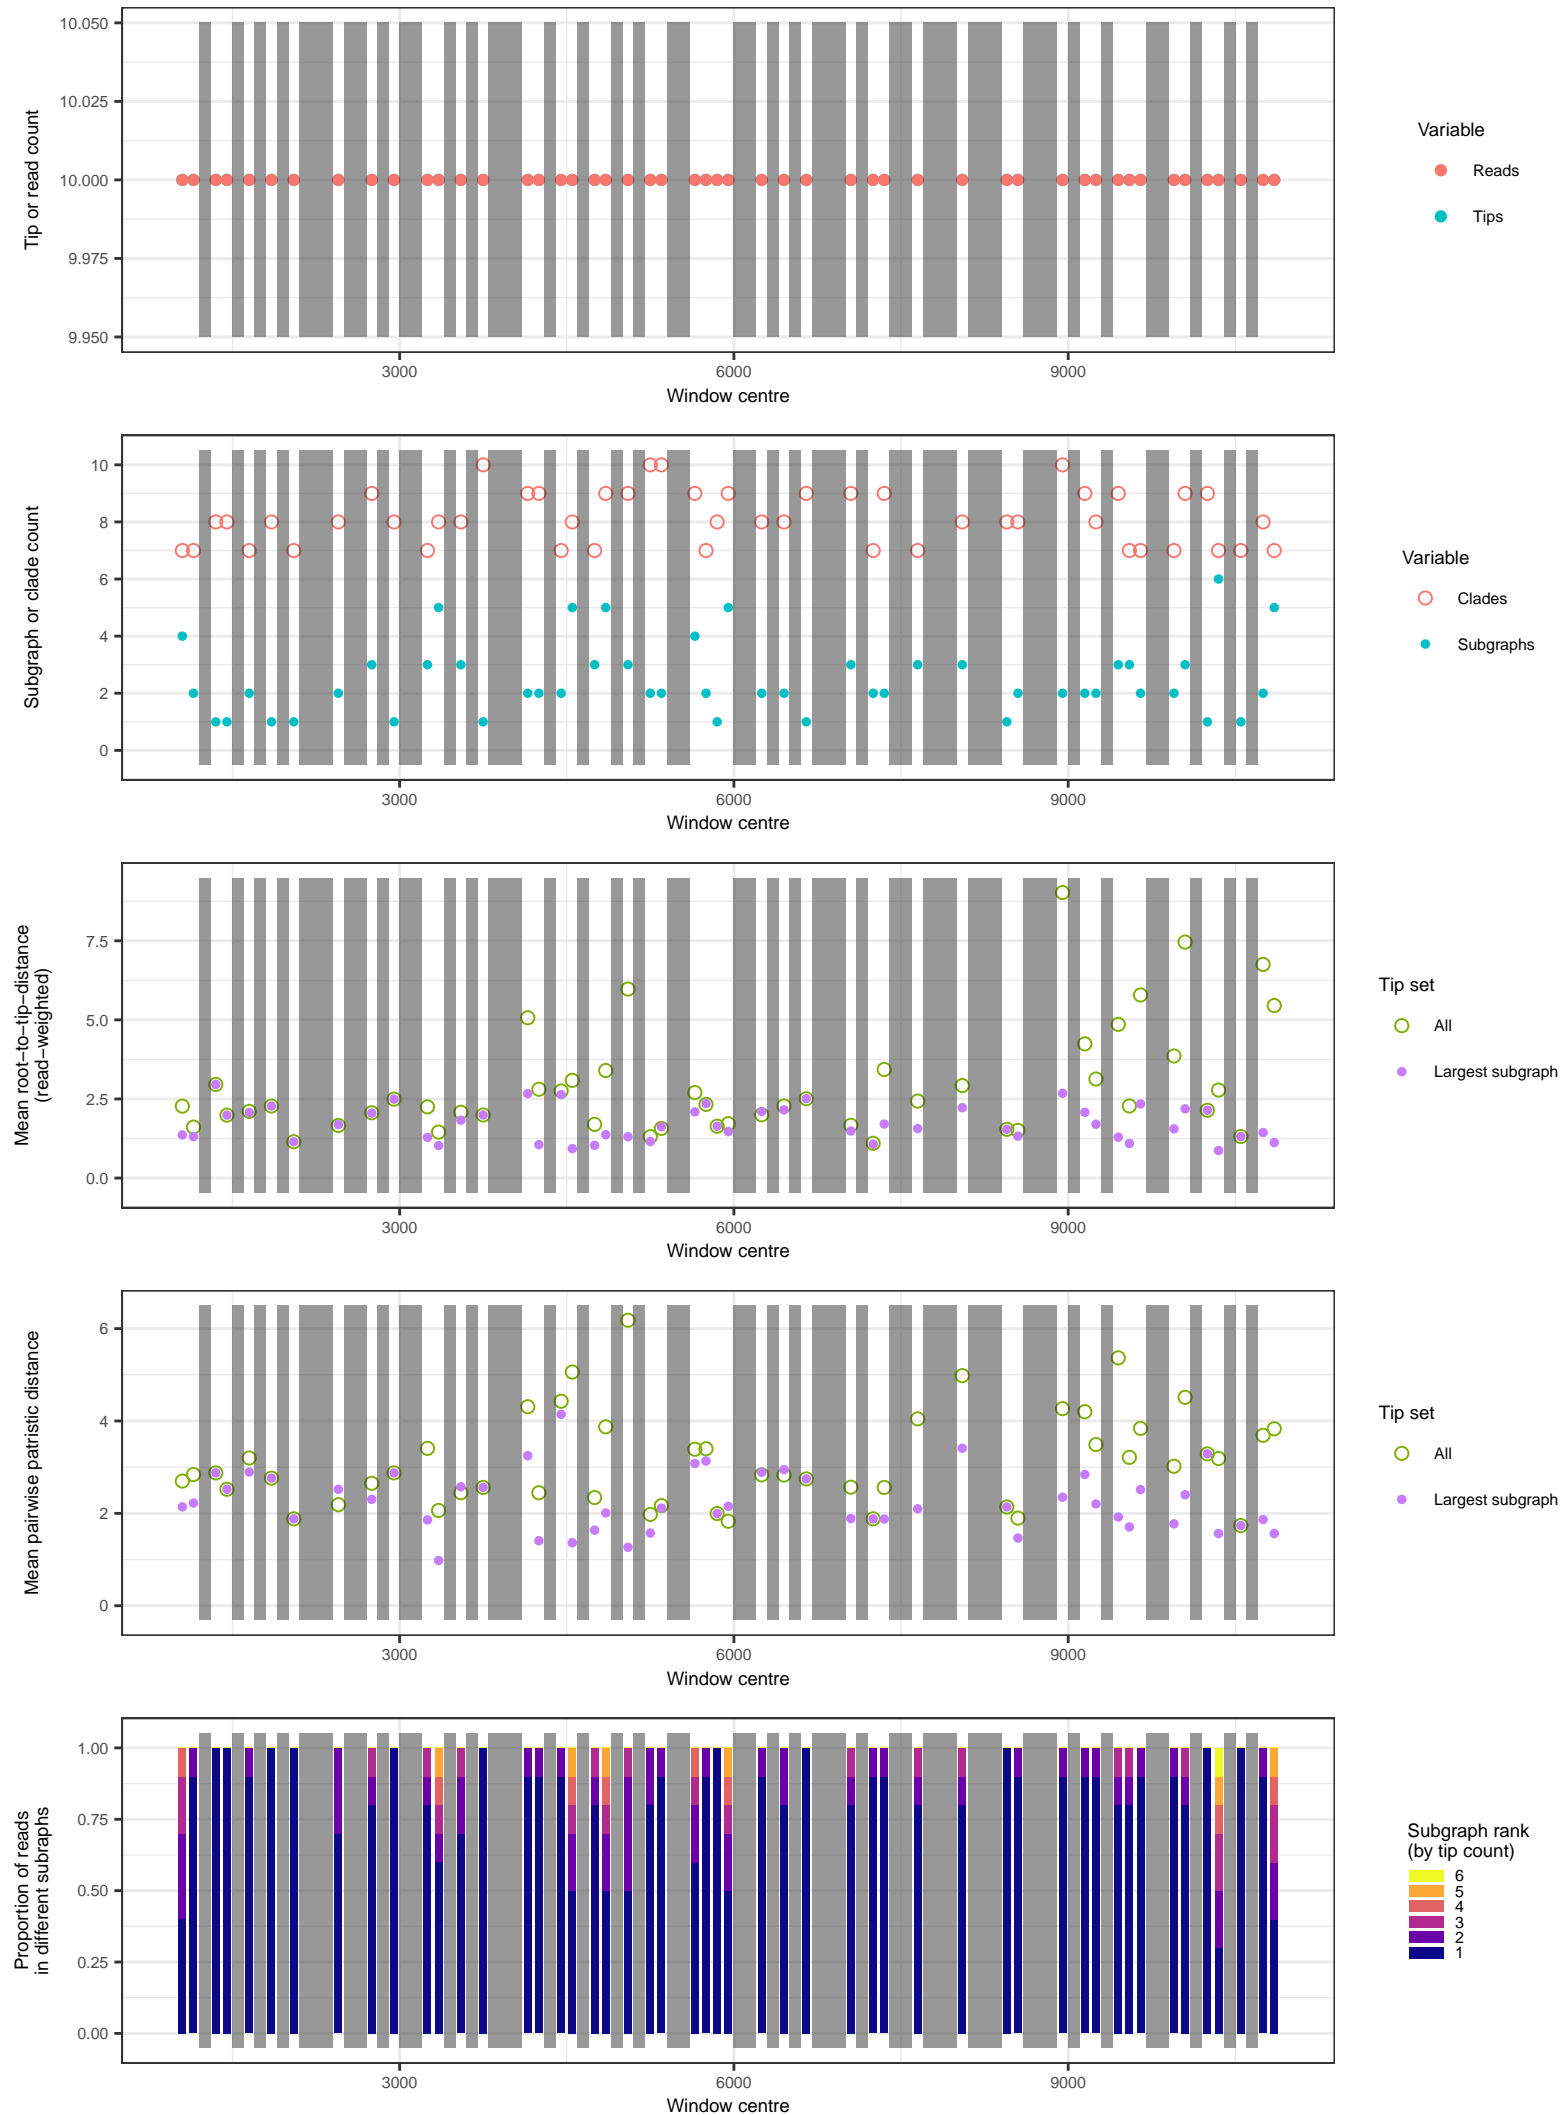 10.050
10.025
10.000
9.975
9.950
Tip or read count
3000
6000
9000
Window centre
Variable
Reads
Tips
10
8
6
4
2
0
Subgraph or clade count
3000
6000
9000
Window centre
Variable
Clades
Subgraphs
7.5
5.0
2.5
0.0
Mean root−to−tip−distance
(read−weighted)
3000
6000
9000
Window centre
Tip set
All
Largest subgraph
6
4
2
0
Mean pairwise patristic distance
3000
6000
9000
Window centre
Tip set
All
Largest subgraph
1.00
0.75
0.50
0.25
0.00
Proportion of reads
in different subraphs
3000
6000
9000
Window centre
Subgraph rank
(by tip count)
6
5
4
3
2
1